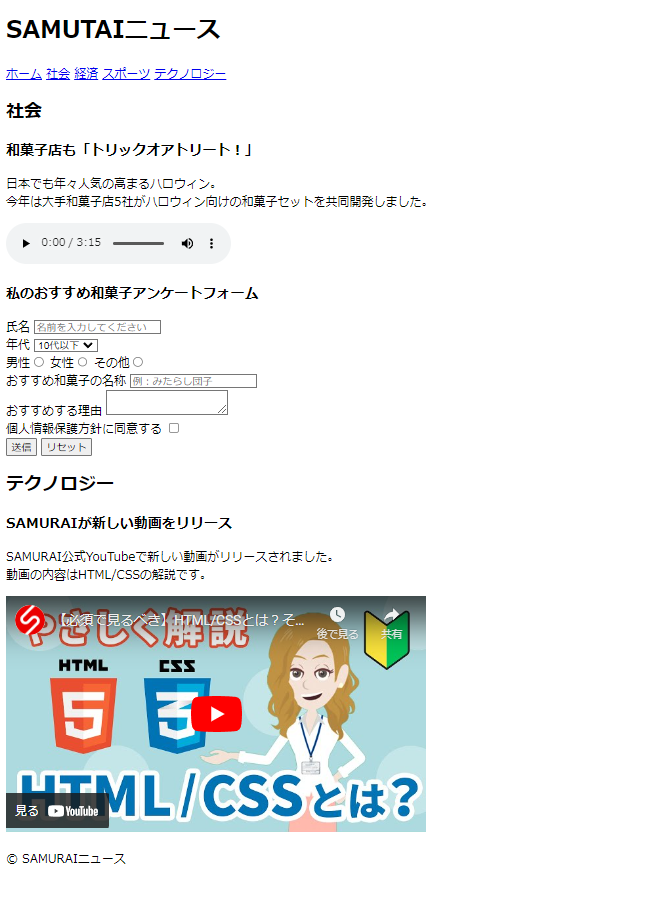 SAMUTAIニュース
ホーム 社会 経済 スポーツ テクノロジー
社会
和菓子店も「トリックオアトリート！」
日本でも年々人気の高まるハロウィン。
今年は大手和菓子店5社がハロウィン向けの和菓子セットを共同開発しました。
0:00 / 3:15
私のおすすめ和菓子アンケートフォーム
氏名 名前を入力してください
年代 10代以下
男性 女性 その他
おすすめ和菓子の名称 例：みたらし団子
おすすめする理由
個人情報保護方針に同意する
送信 リセット
テクノロジー
SAMURAIが新しい動画をリリース
SAMURAI公式YouTubeで新しい動画がリリースされました。
動画の内容はHTML/CSSの解説です。
【必須で見るべき】HTML/CSSとは？そ...
後で見る 共有
やさしく解説
HTML CSS
5 3
HTML/CSSとは？
見る YouTube
© SAMURAIニュース